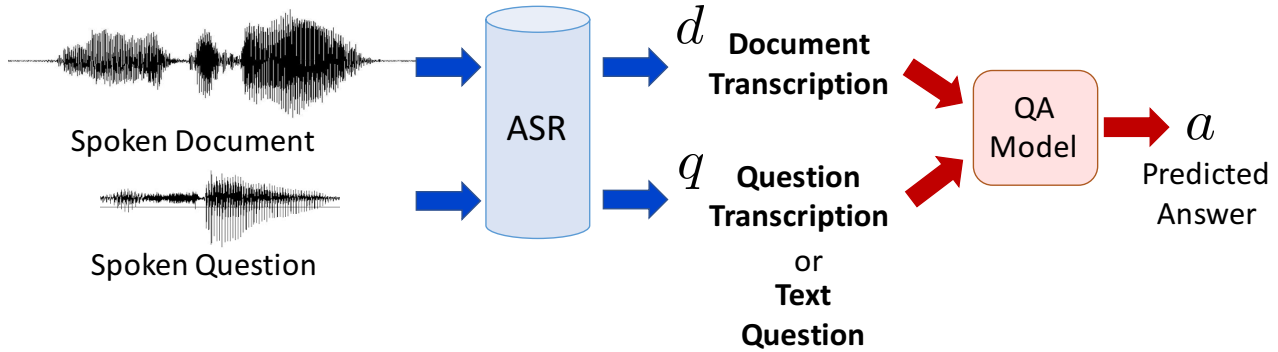 Spoken Document
Spoken Question
ASR
d
Document
Transcription
q
Question
Transcription
or
Text
Question
QA
Model
a
Predicted
Answer